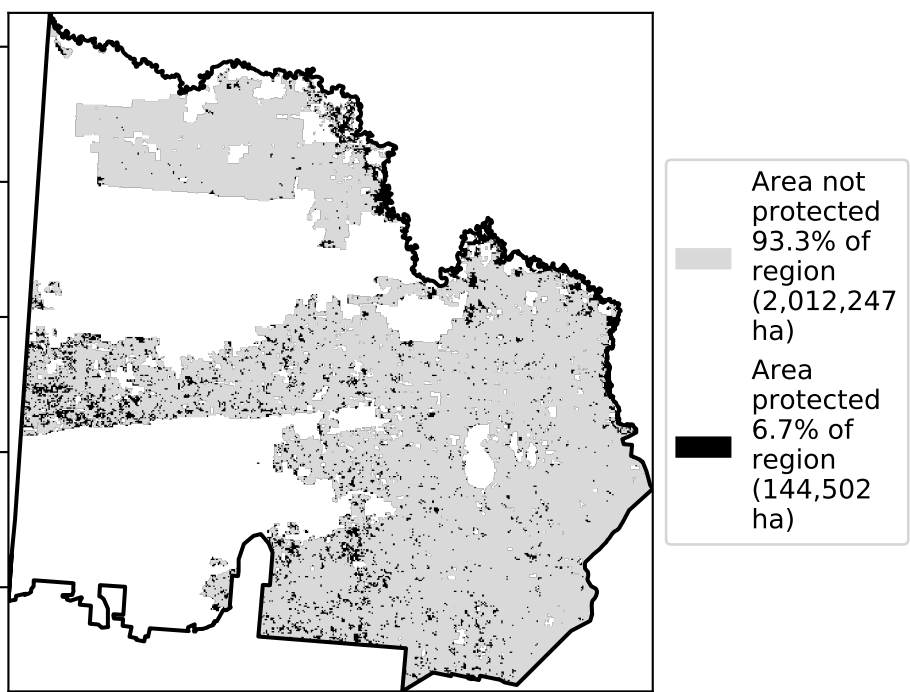 Area not
protected
93.3% of
region
(2,012,247
ha)
Area
protected
6.7% of
region
(144,502
ha)